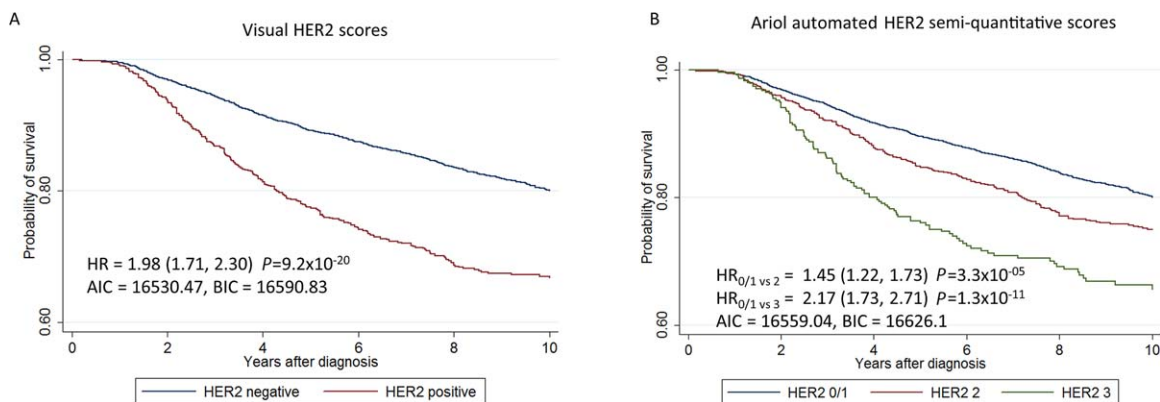 A
Visual HER2 scores
Probability of survival
1.00
0.80
0.60
HR = 1.98 (1.71, 2.30) P=9.2x10-20
AIC = 16530.47, BIC = 16590.83
0 2 4 6 8 10
Years after diagnosis
HER2 negative HER2 positive
B
Ariol automated HER2 semi-quantitative scores
Probability of survival
1.00
0.80
0.60
HR0/1 vs 2 = 1.45 (1.22, 1.73) P=3.3x10-05
HR0/1 vs 3 = 2.17 (1.73, 2.71) P=1.3x10-11
AIC = 16559.04, BIC = 16626.1
0 2 4 6 8 10
Years after diagnosis
HER2 0/1 HER2 2 HER2 3